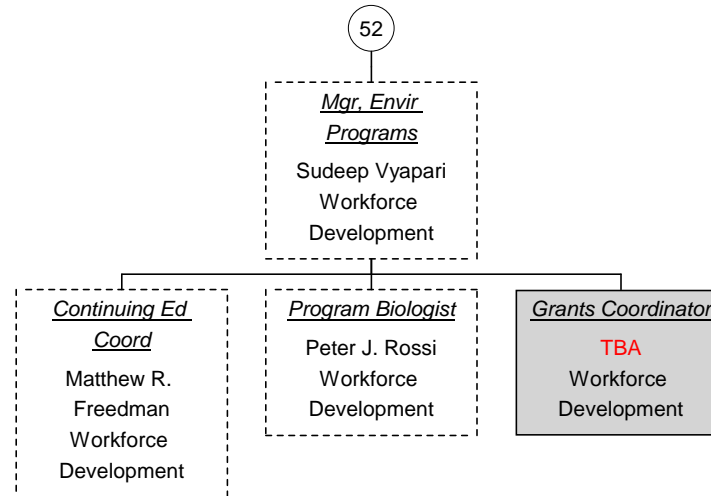 52
Mgr, Envir
Programs
Sudeep Vyapari
Workforce
Development
Continuing Ed
Coord
Matthew R.
Freedman
Workforce
Development
Program Biologist
Peter J. Rossi
Workforce
Development
Grants Coordinator
TBA
Workforce
Development